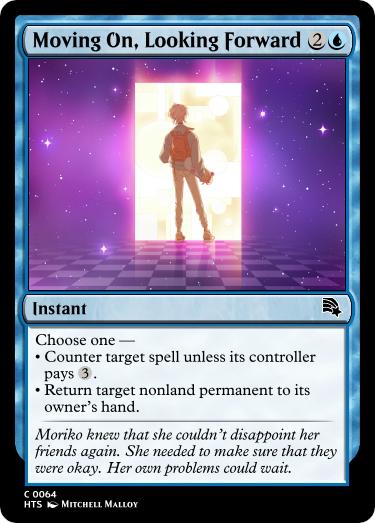 Moving On, Looking Forward 2
Instant
Choose one —
• Counter target spell unless its controller
pays 3.
• Return target nonland permanent to its
owner's hand.
Moriko knew that she couldn't disappoint her
friends again. She needed to make sure that they
were okay. Her own problems could wait.
C 0064
HTS Mitchell Malloy